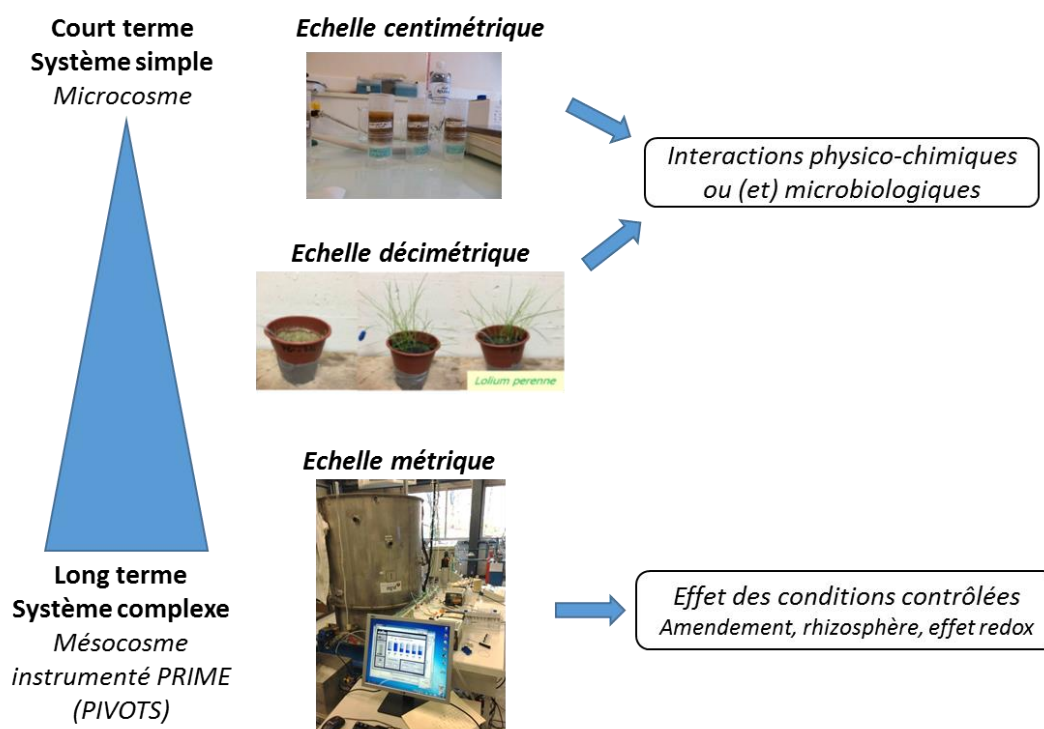 Court terme
Système simple
Microcosme
Echelle centimétrique
Interactions physico-chimiques
ou (et) microbiologiques
Echelle décimétrique
Lolium perenne
Echelle métrique
Long terme
Système complexe
Mésocosme
instrumenté PRIME
(PIVOTS)
Effet des conditions contrôlées
Amendement, rhizosphère, effet redox